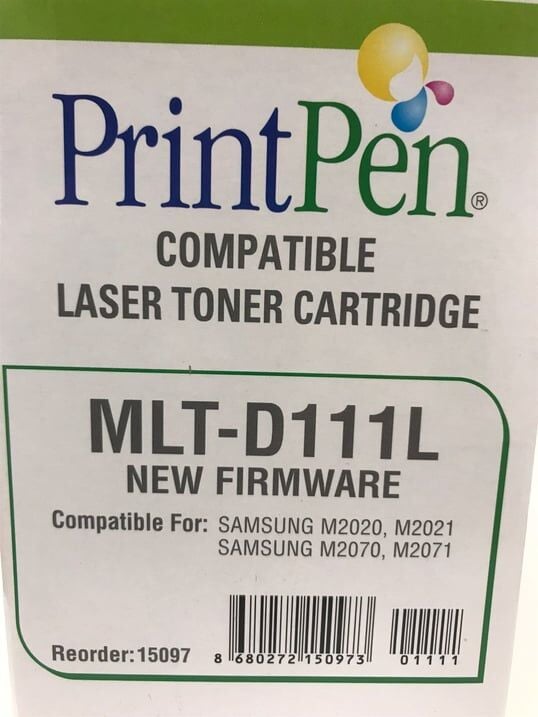 PrintPen®
COMPATIBLE
LASER TONER CARTRIDGE
MLT-D111L
NEW FIRMWARE
Compatible For: SAMSUNG M2020, M2021
SAMSUNG M2070, M2071
Reorder:15097 8 680272 150973 01111